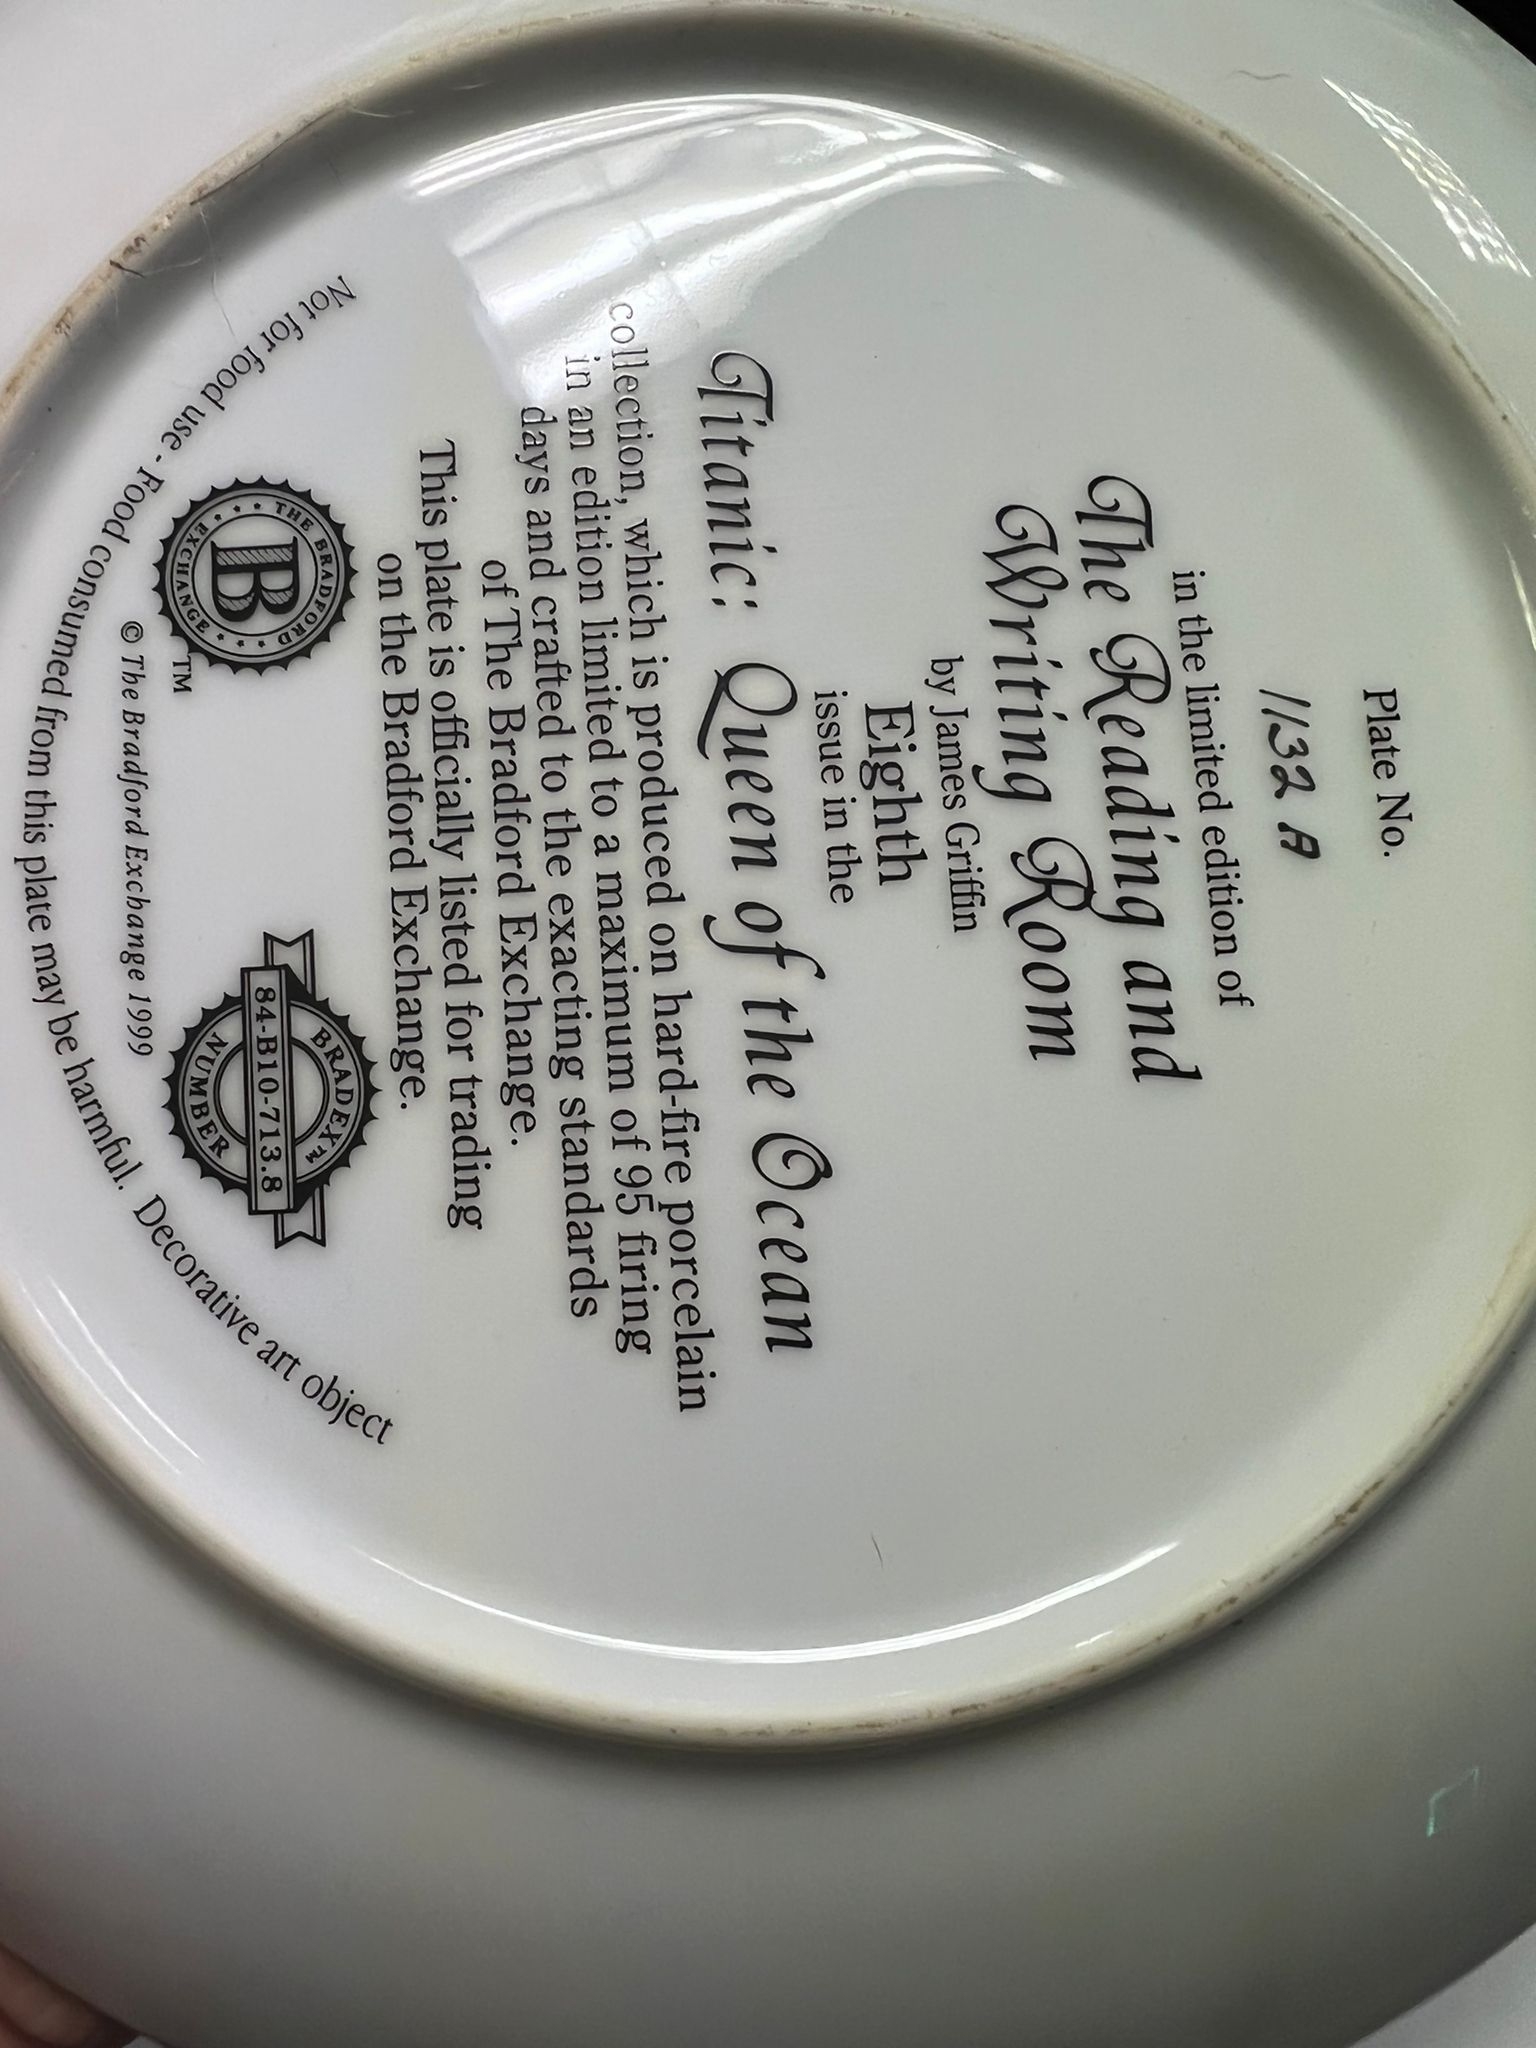 Plate No.
1132 A
in the limited edition of
The Reading and
Writing Room
by James Griffin
Eighth
issue in the
Titanic: Queen of the Ocean
collection, which is produced on hard-fire porcelain
in an edition limited to a maximum of 95 firing
days and crafted to the exacting standards
of The Bradford Exchange.
This plate is officially listed for trading
on the Bradford Exchange.
THE BRADFORD
EXCHANGE
B
TM
BRADEX®
84-B10-713.8
NUMBER
© The Bradford Exchange 1999
Not for food use - Food consumed from this plate may be harmful. Decorative art object